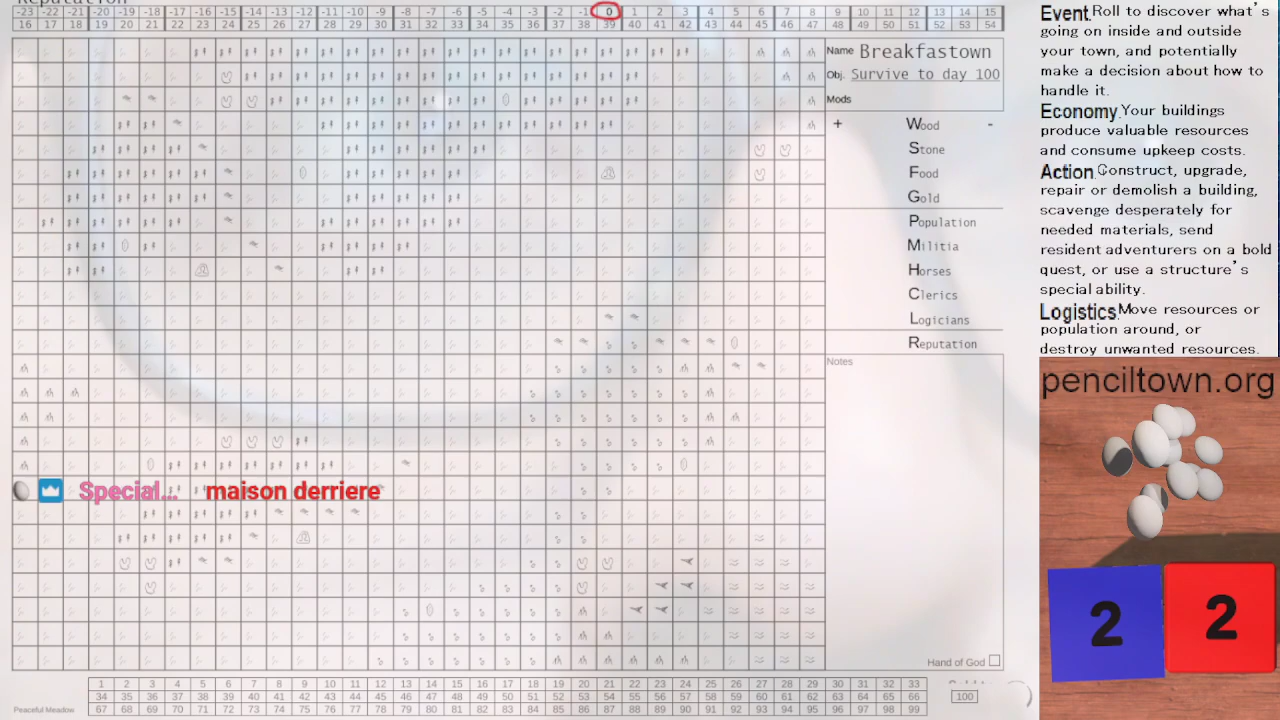 Reputation
-23 -22 -21 -20 -19 -18 -17 -16 -15 -14 -13 -12 -11 -10 -9 -8 -7 -6 -5 -4 -3 -2 -1 0 1 2 3 4 5 6 7 8 9 10 11 12 13 14 15
16 17 18 19 20 21 22 23 24 25 26 27 28 29 30 31 32 33 34 35 36 37 38 39 40 41 42 43 44 45 46 47 48 49 50 51 52 53 54
Name Breakfastown
Obj. Survive to day 100
Mods
+ Wood -
Stone
Food
Gold
Population
Militia
Horses
Clerics
Logicians
Reputation
Notes
Special... maison derriere
Hand of God
1 2 3 4 5 6 7 8 9 10 11 12 13 14 15 16 17 18 19 20 21 22 23 24 25 26 27 28 29 30 31 32 33
34 35 36 37 38 39 40 41 42 43 44 45 46 47 48 49 50 51 52 53 54 55 56 57 58 59 60 61 62 63 64 65 66
100
67 68 69 70 71 72 73 74 75 76 77 78 79 80 81 82 83 84 85 86 87 88 89 90 91 92 93 94 95 96 97 98 99
Peaceful Meadow
Event Roll to discover what's
going on inside and outside
your town, and potentially
make a decision about how to
handle it.
Economy Your buildings
produce valuable resources
and consume upkeep costs.
Action Construct, upgrade,
repair or demolish a building,
scavenge desperately for
needed materials, send
resident adventurers on a bold
quest, or use a structure's
special ability.
Logistics Move resources or
population around, or
destroy unwanted resources.
penciltown.org
2 2